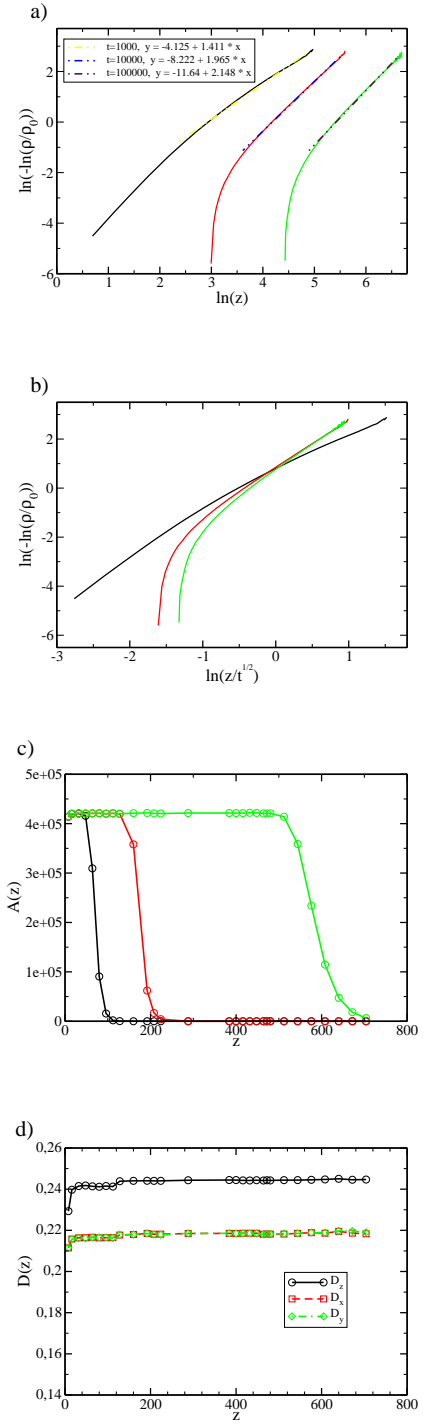 a)
t=1000, y = -4.125 + 1.411 * x
t=10000, y = -8.222 + 1.965 * x
t=100000, y = -11.64 + 2.148 * x
2
0
-2
-4
-6
ln(-ln(ρ/ρ0))
0 1 2 3 4 5 6
ln(z)
b)
2
0
-2
-4
-6
ln(-ln(ρ/ρ0))
-3 -2 -1 0 1
ln(z/t^1/2)
c)
5e+05
4e+05
3e+05
2e+05
1e+05
0
A(z)
0 200 400 600 800
z
d)
0,26
0,24
0,22
0,2
0,18
0,16
0,14
D(z)
D_z
D_x
D_y
0 200 400 600 800
z